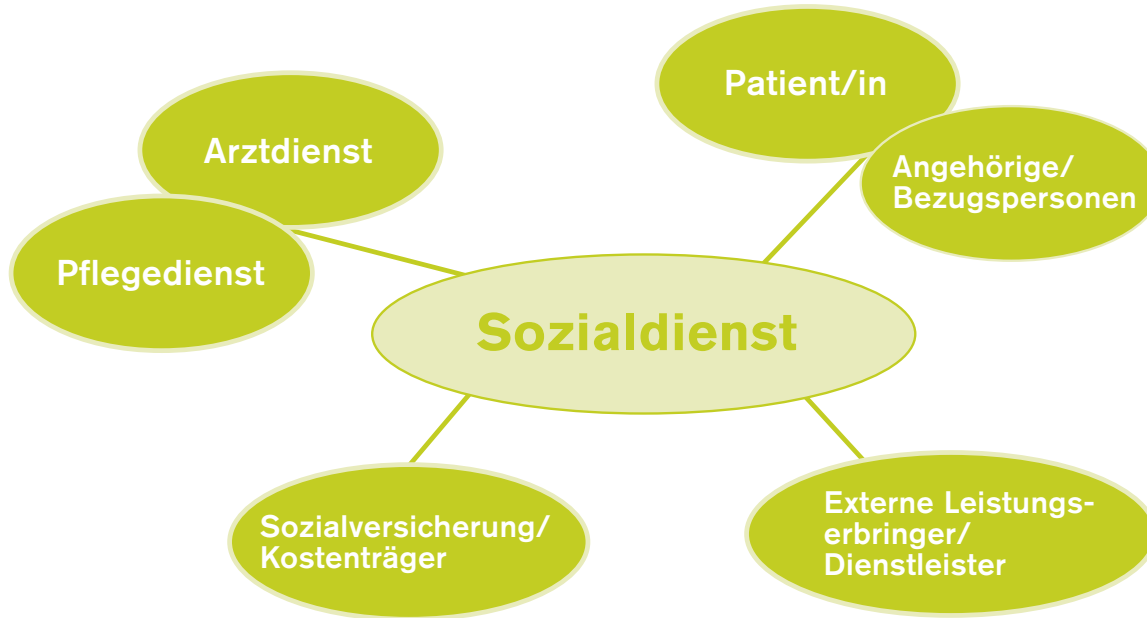 Patient/in
Arztdienst
Angehörige/
Bezugspersonen
Pflegedienst
Sozialdienst
Sozialversicherung/
Kostenträger
Externe Leistungs-
erbringer/
Dienstleister